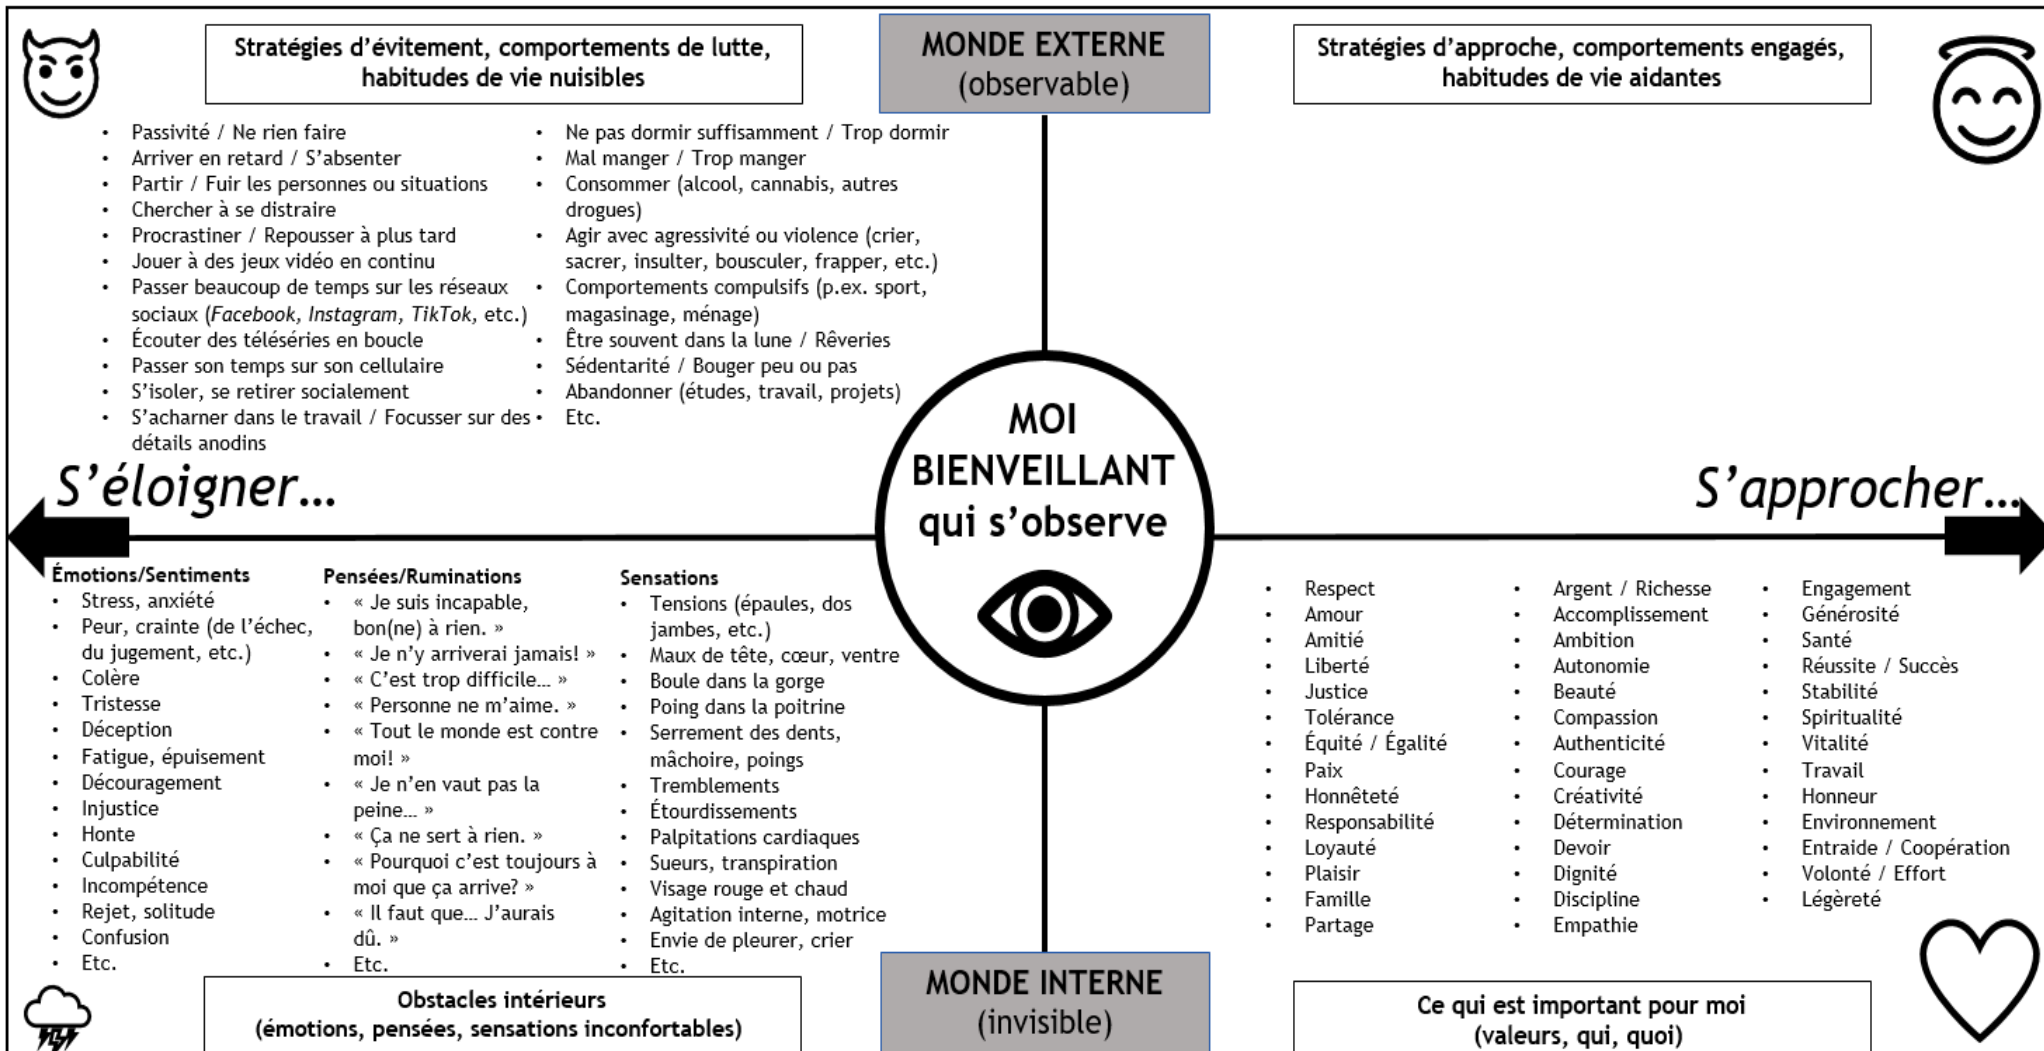 Stratégies d'évitement, comportements de lutte,
habitudes de vie nuisibles
MONDE EXTERNE
(observable)
Stratégies d'approche, comportements engagés,
habitudes de vie aidantes
• Passivité / Ne rien faire
• Arriver en retard / S'absenter
• Partir / Fuir les personnes ou situations
• Chercher à se distraire
• Procrastiner / Repousser à plus tard
• Jouer à des jeux vidéo en continu
• Passer beaucoup de temps sur les réseaux
sociaux (Facebook, Instagram, TikTok, etc.)
• Écouter des téléséries en boucle
• Passer son temps sur son cellulaire
• S'isoler, se retirer socialement
• S'acharner dans le travail / Focusser sur des
détails anodins
• Ne pas dormir suffisamment / Trop dormir
• Mal manger / Trop manger
• Consommer (alcool, cannabis, autres
drogues)
• Agir avec agressivité ou violence (crier,
sacrer, insulter, bousculer, frapper, etc.)
• Comportements compulsifs (p.ex. sport,
magasinage, ménage)
• Être souvent dans la lune / Rêveries
• Sédentarité / Bouger peu ou pas
• Abandonner (études, travail, projets)
• Etc.
S'éloigner…
MOI
BIENVEILLANT
qui s'observe
S'approcher…
Émotions/Sentiments
• Stress, anxiété
• Peur, crainte (de l'échec,
du jugement, etc.)
• Colère
• Tristesse
• Déception
• Fatigue, épuisement
• Découragement
• Injustice
• Honte
• Culpabilité
• Incompétence
• Rejet, solitude
• Confusion
• Etc.
Pensées/Ruminations
• « Je suis incapable,
bon(ne) à rien. »
• « Je n'y arriverai jamais! »
• « C'est trop difficile… »
• « Personne ne m'aime. »
• « Tout le monde est contre
moi! »
• « Je n'en vaut pas la
peine… »
• « Ça ne sert à rien. »
• « Pourquoi c'est toujours à
moi que ça arrive? »
• « Il faut que… J'aurais
dû. »
• Etc.
Sensations
• Tensions (épaules, dos
jambes, etc.)
• Maux de tête, cœur, ventre
• Boule dans la gorge
• Poing dans la poitrine
• Serrement des dents,
mâchoire, poings
• Tremblements
• Étourdissements
• Palpitations cardiaques
• Sueurs, transpiration
• Visage rouge et chaud
• Agitation interne, motrice
• Envie de pleurer, crier
• Etc.
• Respect
• Amour
• Amitié
• Liberté
• Justice
• Tolérance
• Équité / Égalité
• Paix
• Honnêteté
• Responsabilité
• Loyauté
• Plaisir
• Famille
• Partage
• Argent / Richesse
• Accomplissement
• Ambition
• Autonomie
• Beauté
• Compassion
• Authenticité
• Courage
• Créativité
• Détermination
• Devoir
• Dignité
• Discipline
• Empathie
• Engagement
• Générosité
• Santé
• Réussite / Succès
• Stabilité
• Spiritualité
• Vitalité
• Travail
• Honneur
• Environnement
• Entraide / Coopération
• Volonté / Effort
• Légèreté
Obstacles intérieurs
(émotions, pensées, sensations inconfortables)
MONDE INTERNE
(invisible)
Ce qui est important pour moi
(valeurs, qui, quoi)